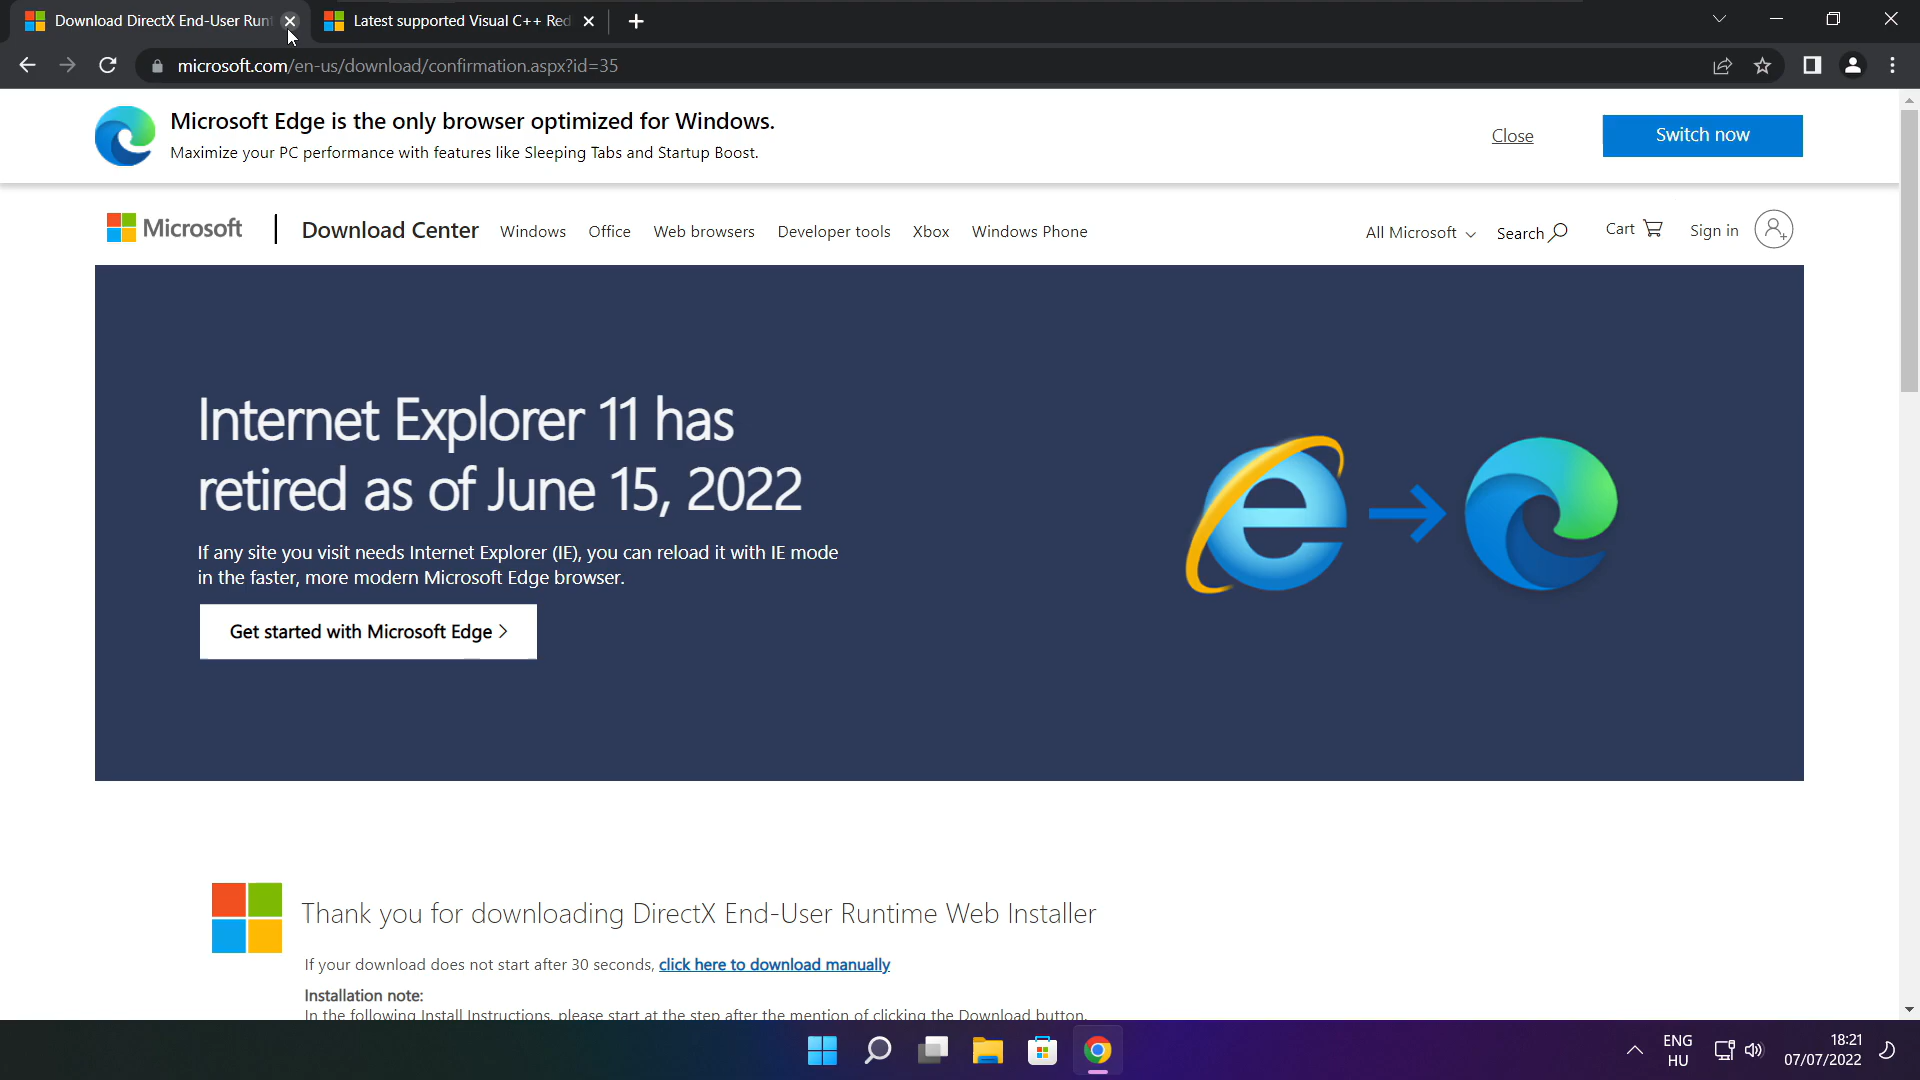 Download DirectX End-User Runt
Latest supported Visual C++ Red
microsoft.com/en-us/download/confirmation.aspx?id=35
Microsoft Edge is the only browser optimized for Windows.
Maximize your PC performance with features like Sleeping Tabs and Startup Boost.
Close
Switch now
Microsoft
Download Center
Windows
Office
Web browsers
Developer tools
Xbox
Windows Phone
All Microsoft
Search
Cart
Sign in
Internet Explorer 11 has
retired as of June 15, 2022
If any site you visit needs Internet Explorer (IE), you can reload it with IE mode
in the faster, more modern Microsoft Edge browser.
Get started with Microsoft Edge >
Thank you for downloading DirectX End-User Runtime Web Installer
If your download does not start after 30 seconds, click here to download manually
Installation note:
In the following Install Instructions, please start at the step after the mention of clicking the Download button.
ENG
HU
18:21
07/07/2022